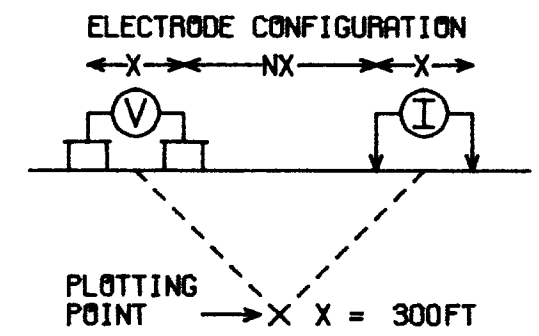 ELECTRODE CONFIGURATION
X NX X
V I
PLOTTING
POINT X X = 300FT